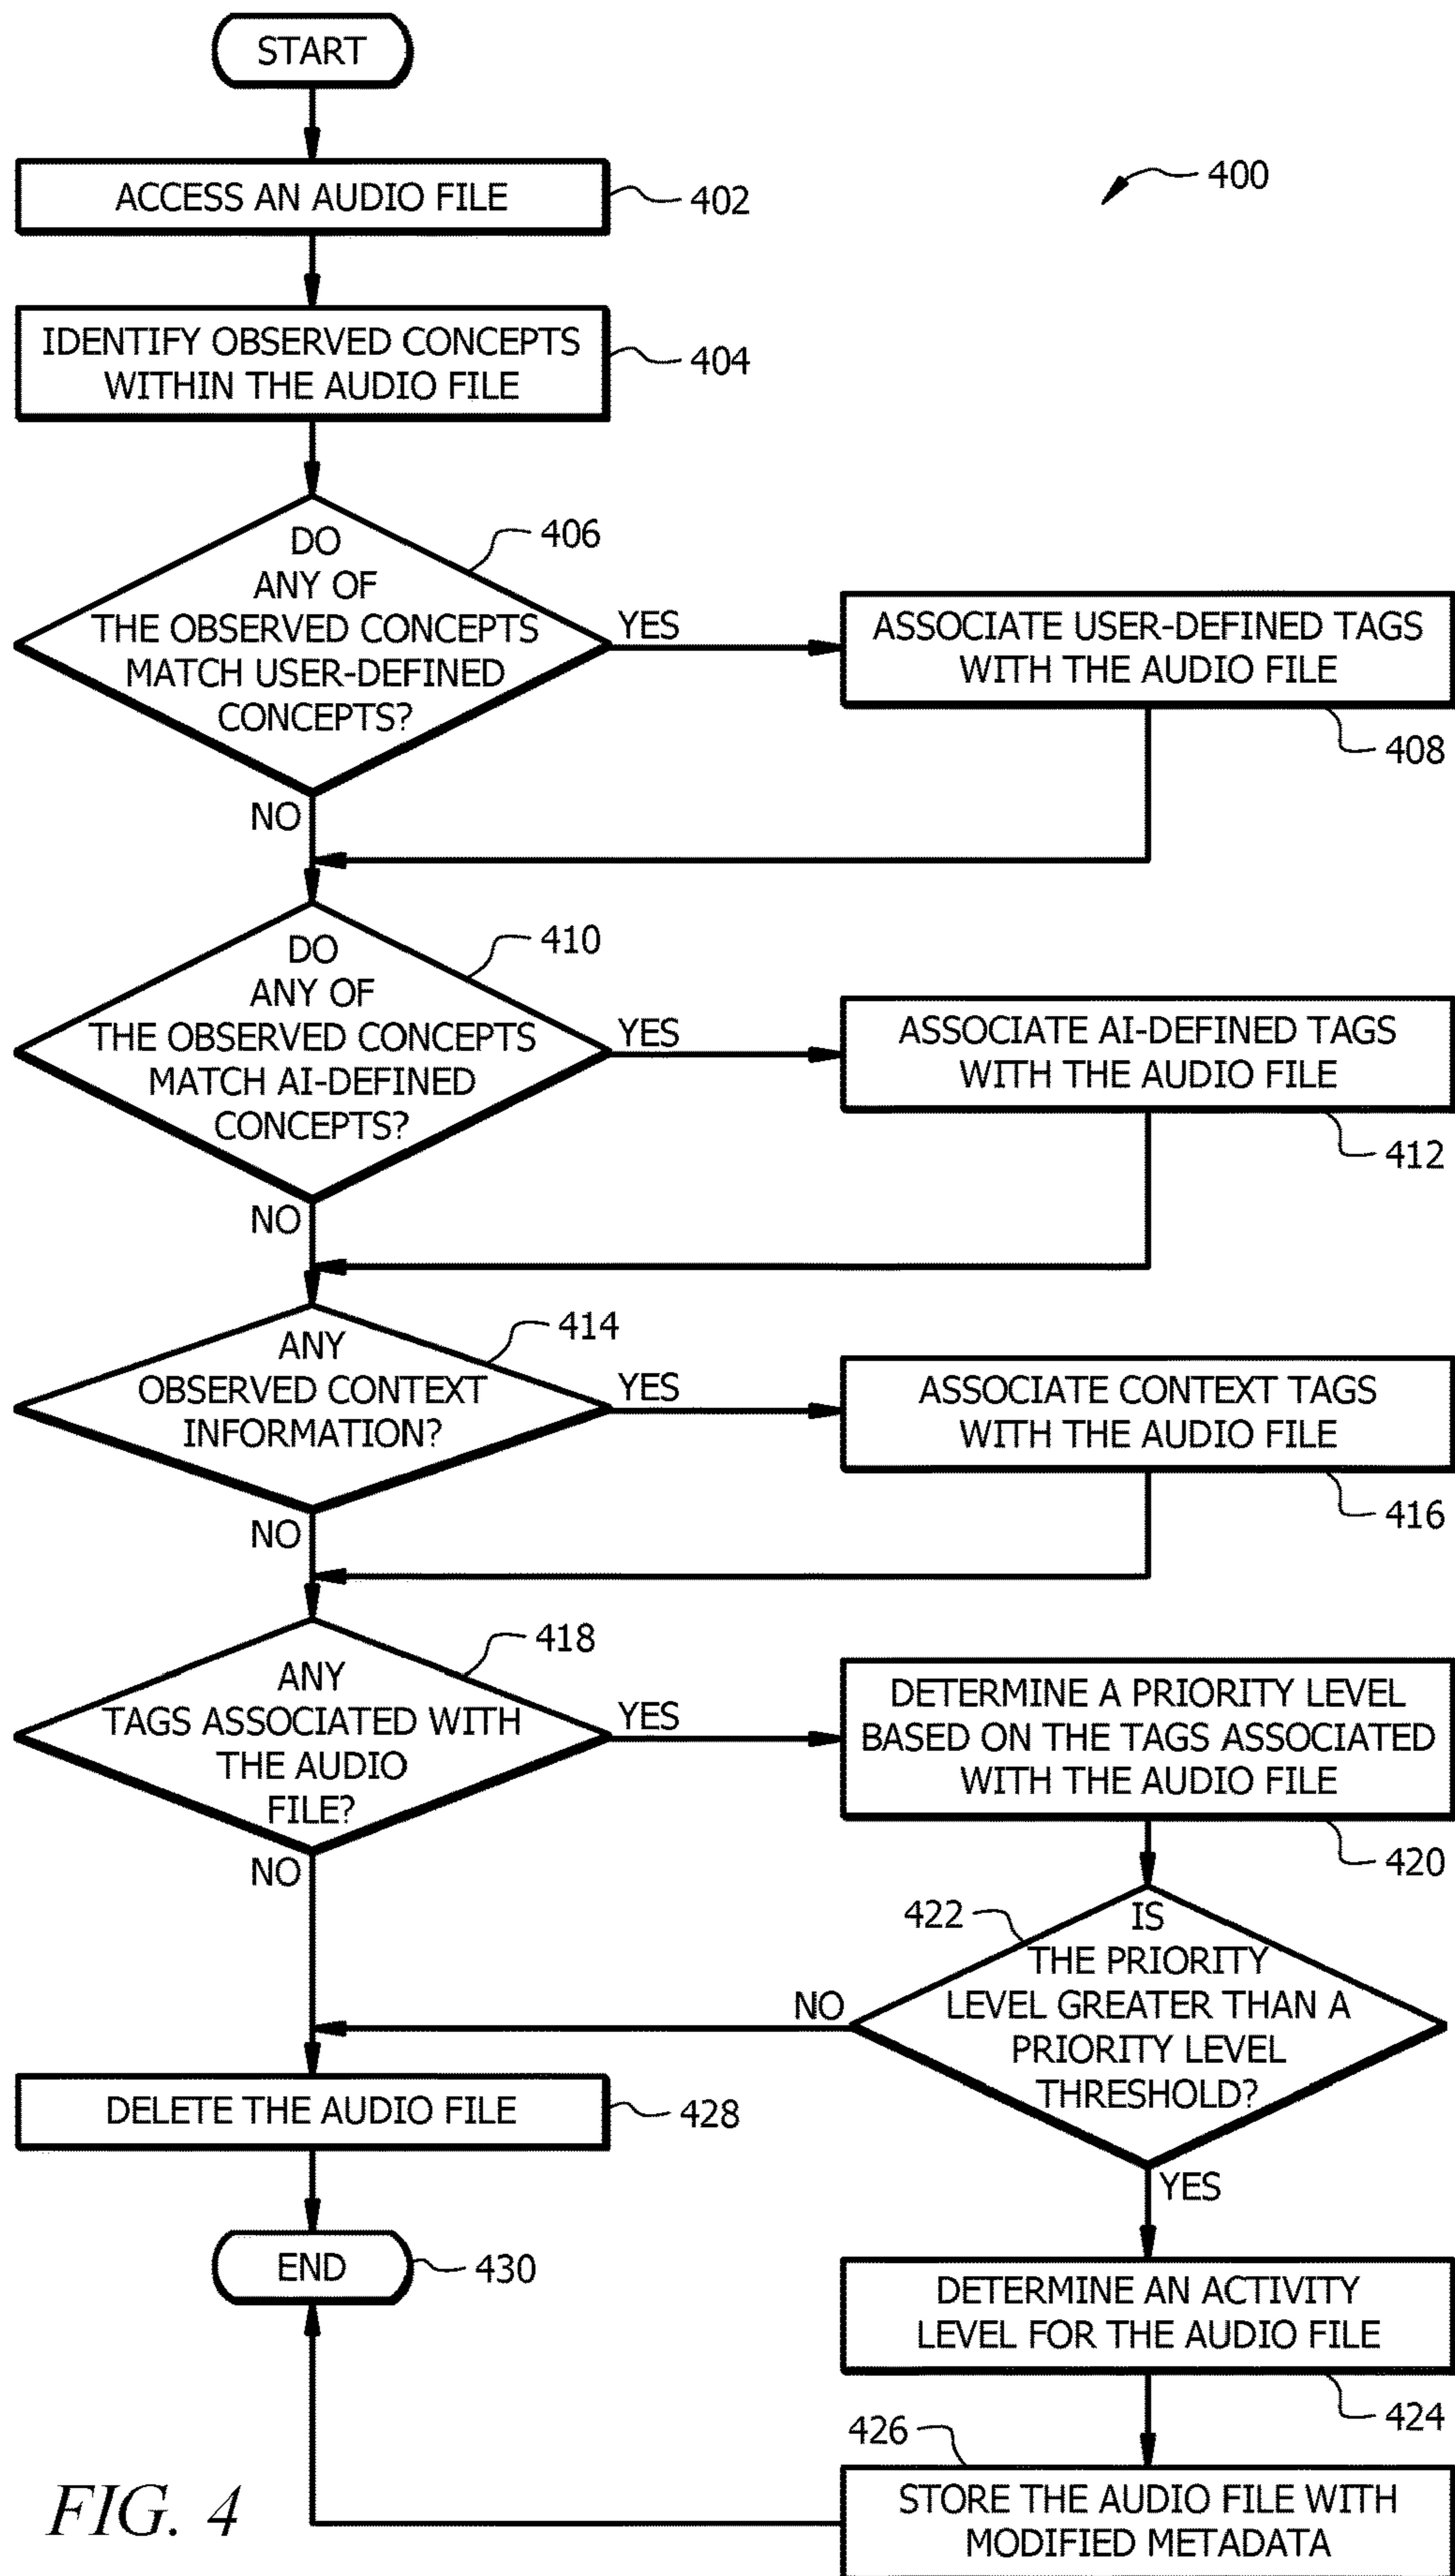 START
400
ACCESS AN AUDIO FILE
402
IDENTIFY OBSERVED CONCEPTS
WITHIN THE AUDIO FILE
404
406
DO
ANY OF
THE OBSERVED CONCEPTS
MATCH USER-DEFINED
CONCEPTS?
YES
NO
ASSOCIATE USER-DEFINED TAGS
WITH THE AUDIO FILE
408
410
DO
ANY OF
THE OBSERVED CONCEPTS
MATCH AI-DEFINED
CONCEPTS?
YES
NO
ASSOCIATE AI-DEFINED TAGS
WITH THE AUDIO FILE
412
414
ANY
OBSERVED CONTEXT
INFORMATION?
YES
NO
ASSOCIATE CONTEXT TAGS
WITH THE AUDIO FILE
416
418
ANY
TAGS ASSOCIATED WITH
THE AUDIO
FILE?
YES
NO
DETERMINE A PRIORITY LEVEL
BASED ON THE TAGS ASSOCIATED
WITH THE AUDIO FILE
420
422
IS
THE PRIORITY
LEVEL GREATER THAN A
PRIORITY LEVEL
THRESHOLD?
NO
YES
DELETE THE AUDIO FILE
428
END
430
DETERMINE AN ACTIVITY
LEVEL FOR THE AUDIO FILE
424
426
STORE THE AUDIO FILE WITH
MODIFIED METADATA
FIG. 4